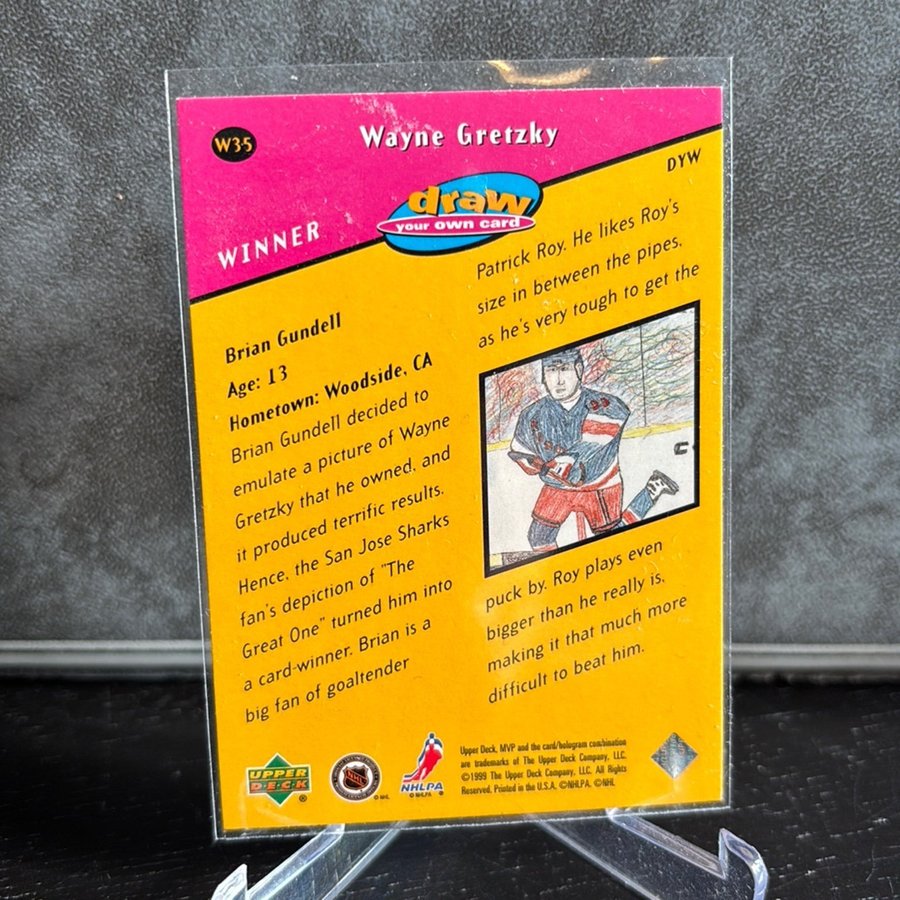 W35
Wayne Gretzky
DYW
draw
your own card
WINNER
Brian Gundell
Age: 13
Hometown: Woodside, CA
Brian Gundell decided to
emulate a picture of Wayne
Gretzky that he owned, and
it produced terrific results.
Hence, the San Jose Sharks
fan's depiction of "The
Great One" turned him into
a card-winner. Brian is a
big fan of goaltender
Patrick Roy. He likes Roy's
size in between the pipes,
as he's very tough to get the
puck by. Roy plays even
bigger than he really is,
making it that much more
difficult to beat him.
UPPER
DECK
®
NHL
© NHL
NHLPA
© NHLPA ®
Upper Deck, MVP and the card/hologram combination
are trademarks of The Upper Deck Company, LLC.
©1999 The Upper Deck Company, LLC. All Rights
Reserved. Printed in the U.S.A. ©NHLPA. ©NHL